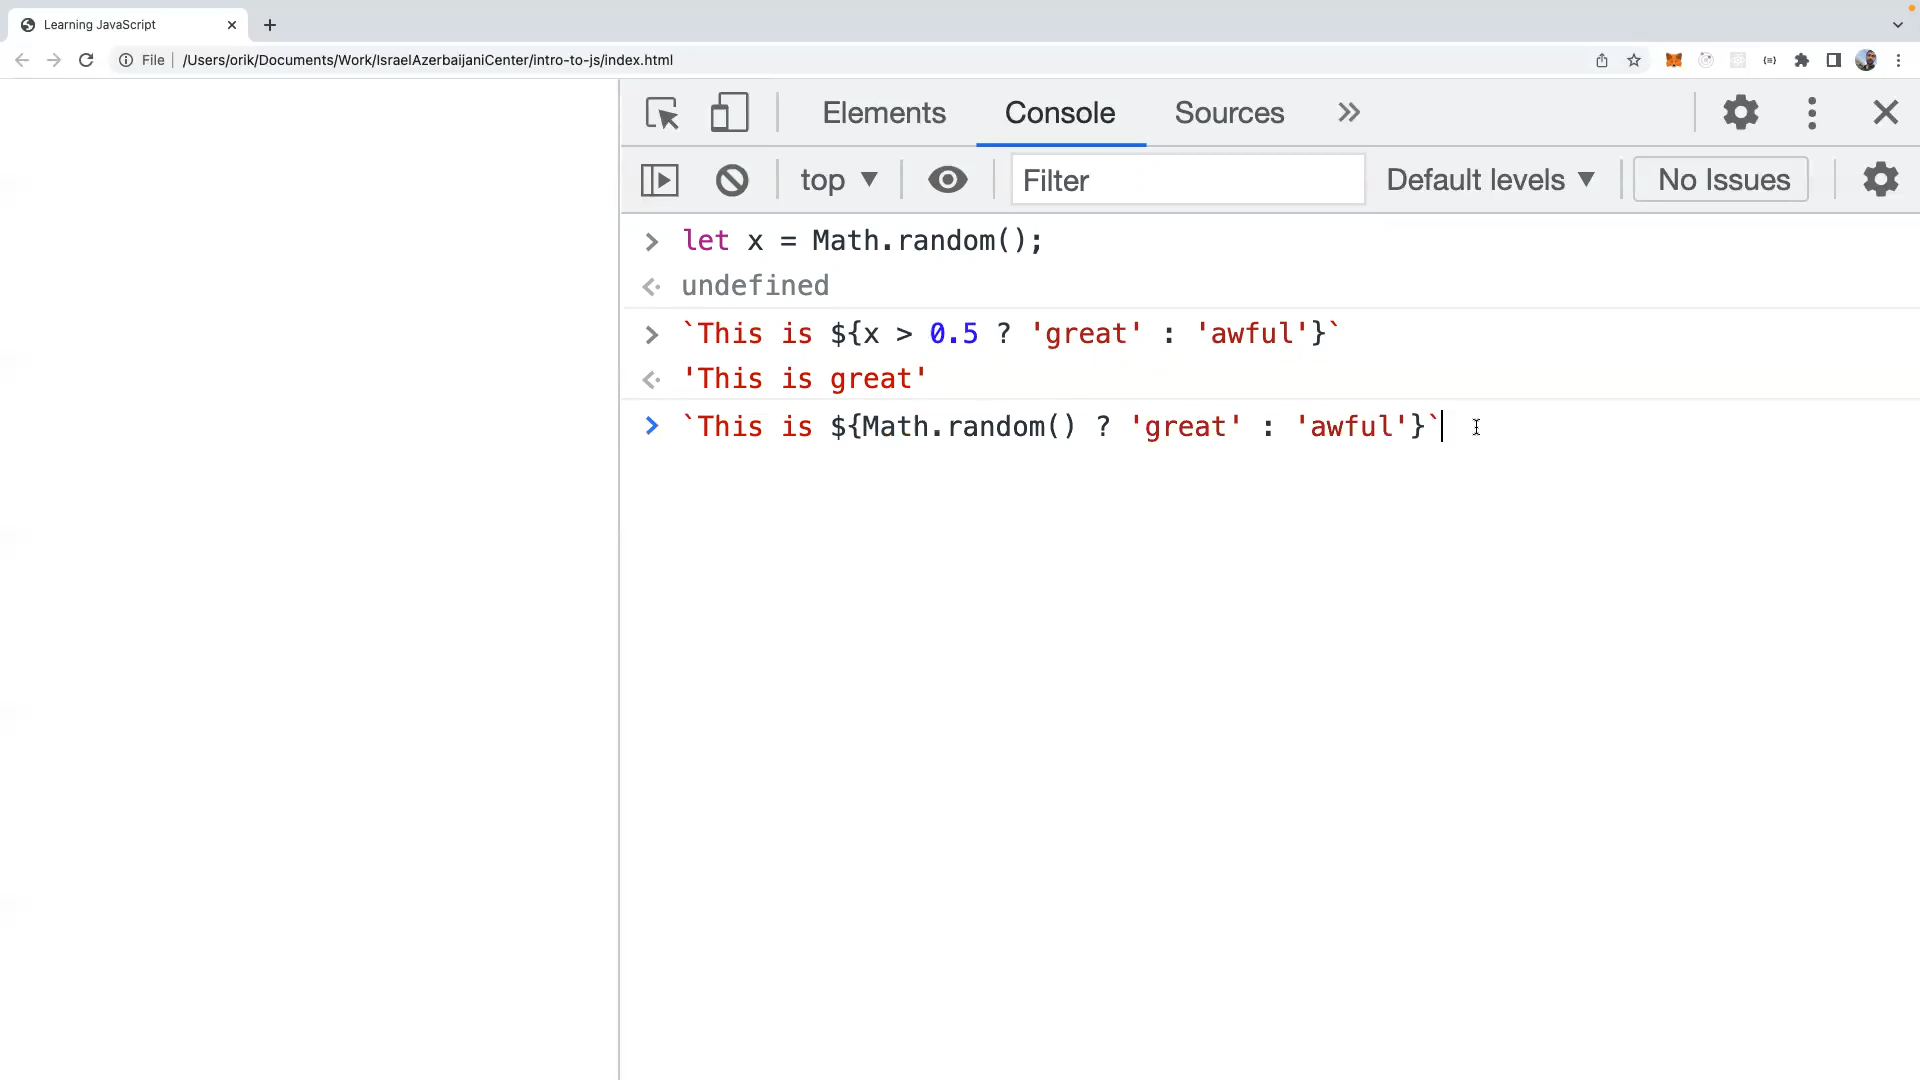 Learning JavaScript
File /Users/orik/Documents/Work/IsraelAzerbaijaniCenter/intro-to-js/index.html
Elements Console Sources
top Filter Default levels No Issues
let x = Math.random();
undefined
`This is ${x > 0.5 ? 'great' : 'awful'}`
'This is great'
`This is ${Math.random() ? 'great' : 'awful'}`